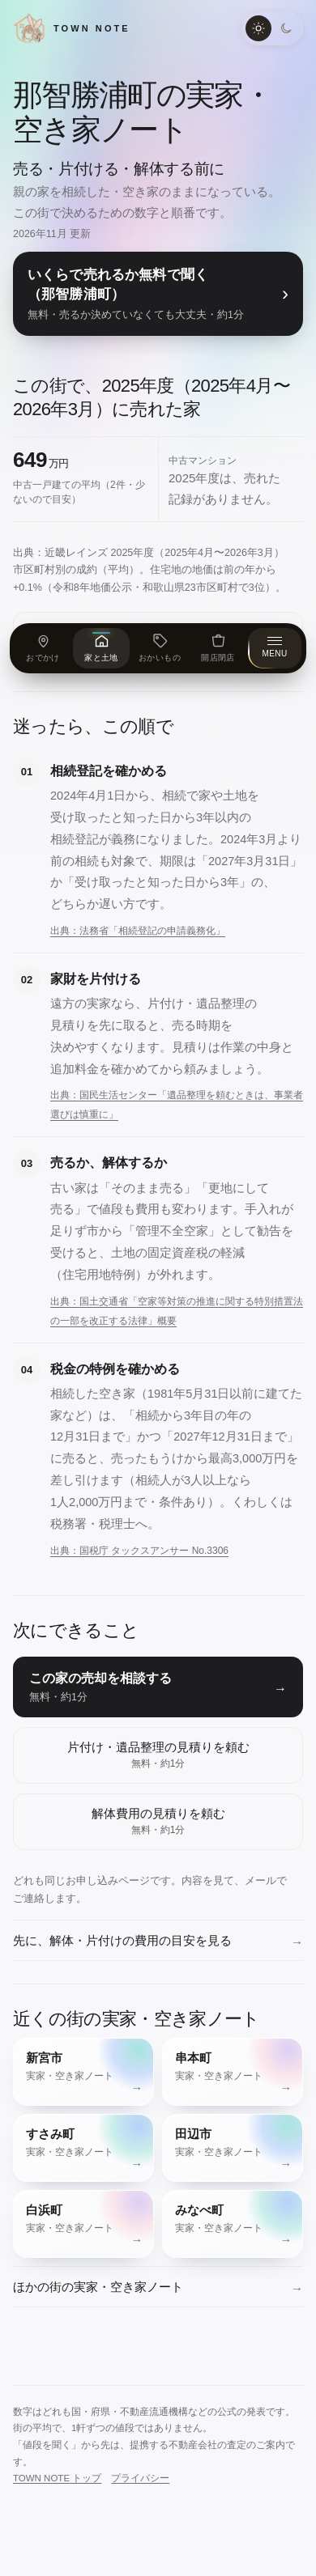 TOWN NOTE
那智勝浦町の実家・
空き家ノート
売る・片付ける・解体する前に
親の家を相続した・空き家のままになっている。
この街で決めるための数字と順番です。
2026年11月 更新
いくらで売れるか無料で聞く
（那智勝浦町）
無料・売るか決めていなくても大丈夫・約1分
›
この街で、2025年度（2025年4月〜
2026年3月）に売れた家
649万円
中古一戸建ての平均（2件・少
ないので目安）
中古マンション
2025年度は、売れた
記録がありません。
出典：近畿レインズ 2025年度（2025年4月〜2026年3月）
市区町村別の成約（平均）。住宅地の地価は前の年から
+0.1%（令和8年地価公示・和歌山県23市区町村で3位）。
おでかけ
家と土地
おかいもの
開店閉店
MENU
迷ったら、この順で
01
相続登記を確かめる
2024年4月1日から、相続で家や土地を
受け取ったと知った日から3年以内の
相続登記が義務になりました。2024年3月より
前の相続も対象で、期限は「2027年3月31日」
か「受け取ったと知った日から3年」の、
どちらか遅い方です。
出典：法務省「相続登記の申請義務化」
02
家財を片付ける
遠方の実家なら、片付け・遺品整理の
見積りを先に取ると、売る時期を
決めやすくなります。見積りは作業の中身と
追加料金を確かめてから頼みましょう。
出典：国民生活センター「遺品整理を頼むときは、事業者
選びは慎重に」
03
売るか、解体するか
古い家は「そのまま売る」「更地にして
売る」で値段も費用も変わります。手入れが
足りず市から「管理不全空家」として勧告を
受けると、土地の固定資産税の軽減
（住宅用地特例）が外れます。
出典：国土交通省「空家等対策の推進に関する特別措置法
の一部を改正する法律」概要
04
税金の特例を確かめる
相続した空き家（1981年5月31日以前に建てた
家など）は、「相続から3年目の年の
12月31日まで」かつ「2027年12月31日まで」
に売ると、売ったもうけから最高3,000万円を
差し引けます（相続人が3人以上なら
1人2,000万円まで・条件あり）。くわしくは
税務署・税理士へ。
出典：国税庁 タックスアンサー No.3306
次にできること
この家の売却を相談する
無料・約1分
→
片付け・遺品整理の見積りを頼む
無料・約1分
解体費用の見積りを頼む
無料・約1分
どれも同じお申し込みページです。内容を見て、メールで
ご連絡します。
先に、解体・片付けの費用の目安を見る →
近くの街の実家・空き家ノート
新宮市
実家・空き家ノート
→
串本町
実家・空き家ノート
→
すさみ町
実家・空き家ノート
→
田辺市
実家・空き家ノート
→
白浜町
実家・空き家ノート
→
みなべ町
実家・空き家ノート
→
ほかの街の実家・空き家ノート →
数字はどれも国・府県・不動産流通機構などの公式の発表です。
街の平均で、1軒ずつの値段ではありません。
「値段を聞く」から先は、提携する不動産会社の査定のご案内で
す。
TOWN NOTE トップ プライバシー